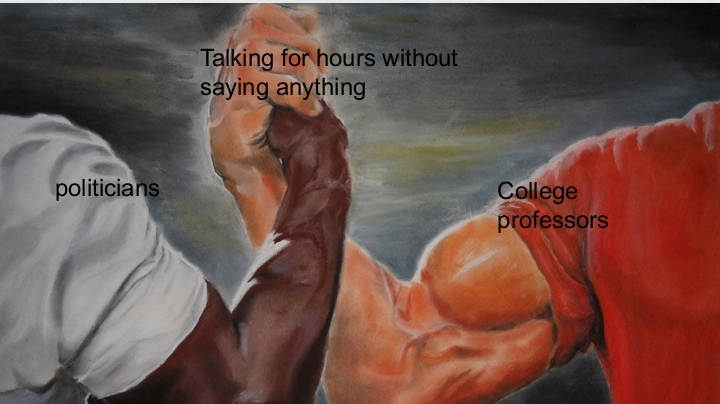 Talking for hours without
saying anything
politicians
College
professors